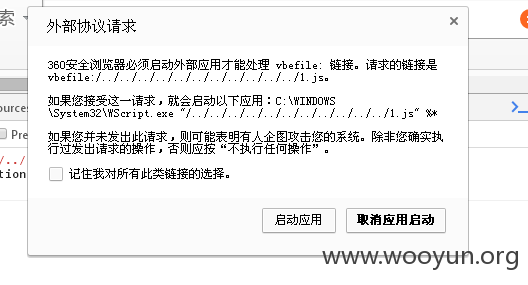 索
外部协议请求
×
360安全浏览器必须启动外部应用才能处理 vbefile: 链接。请求的链接是
vbefile:/../../../../../../../../../../1.js。
ources
如果您接受这一请求，就会启动以下应用：C:\WINDOWS
\System32\WScript.exe "/../../../../../../../../../../1.js" %*
Pre
如果您并未发出此请求，则可能表明有人企图攻击您的系统。除非您确实执
行过发出请求的操作，否则应按“不执行任何操作”。
/../
tion
记住我对所有此类链接的选择。
启动应用
取消应用启动
www.wooyun.org